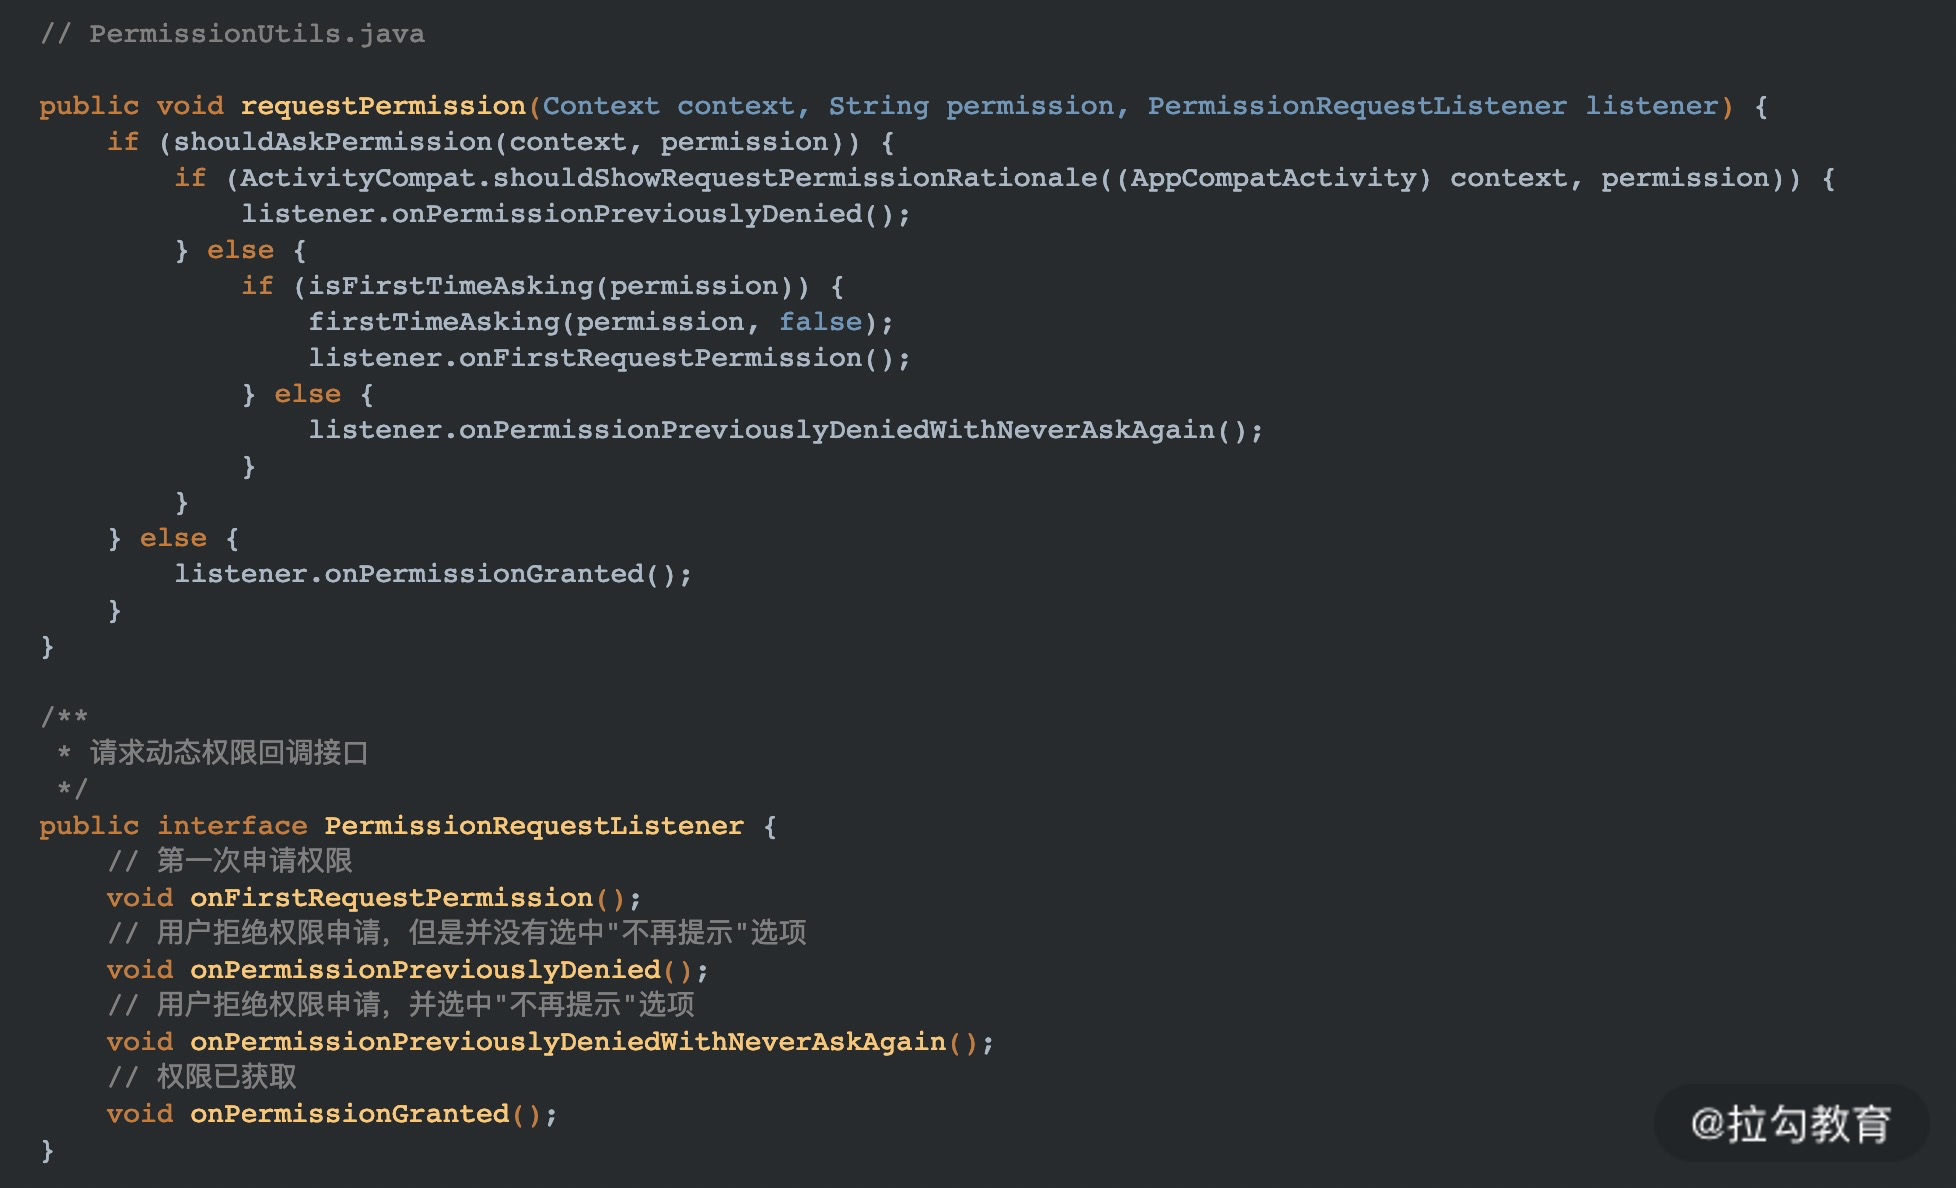 // PermissionUtils.java
public void requestPermission(Context context, String permission, PermissionRequestListener listener) {
    if (shouldAskPermission(context, permission)) {
        if (ActivityCompat.shouldShowRequestPermissionRationale((AppCompatActivity) context, permission)) {
            listener.onPermissionPreviouslyDenied();
        } else {
            if (isFirstTimeAsking(permission)) {
                firstTimeAsking(permission, false);
                listener.onFirstRequestPermission();
            } else {
                listener.onPermissionPreviouslyDeniedWithNeverAskAgain();
            }
        }
    } else {
        listener.onPermissionGranted();
    }
}
/**
 * 请求动态权限回调接口
 */
public interface PermissionRequestListener {
    // 第一次申请权限
    void onFirstRequestPermission();
    // 用户拒绝权限申请，但是并没有选中"不再提示"选项
    void onPermissionPreviouslyDenied();
    // 用户拒绝权限申请，并选中"不再提示"选项
    void onPermissionPreviouslyDeniedWithNeverAskAgain();
    // 权限已获取
    void onPermissionGranted();
}
@拉勾教育